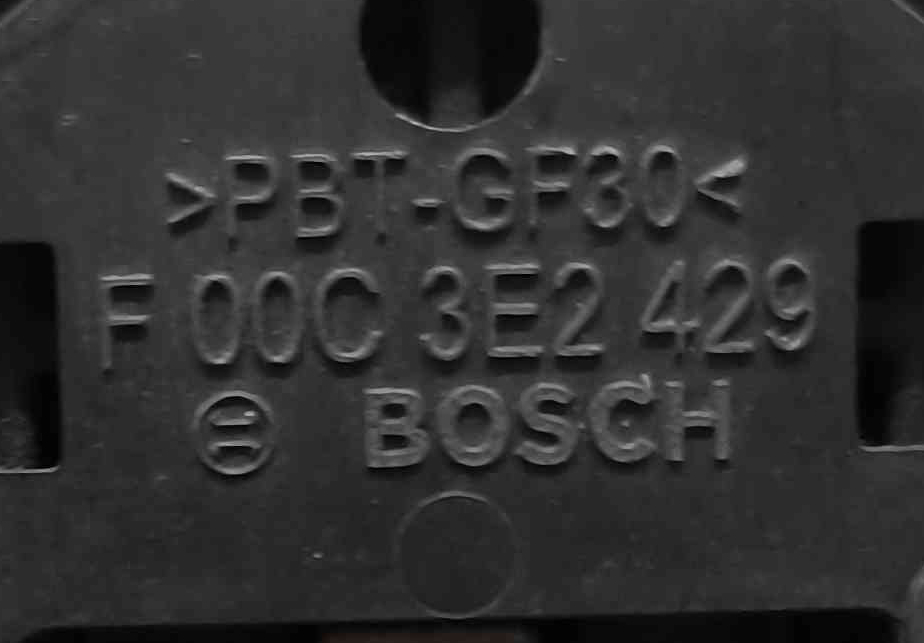 >PBT-GF30<
F 00C 3E2 429
BOSCH